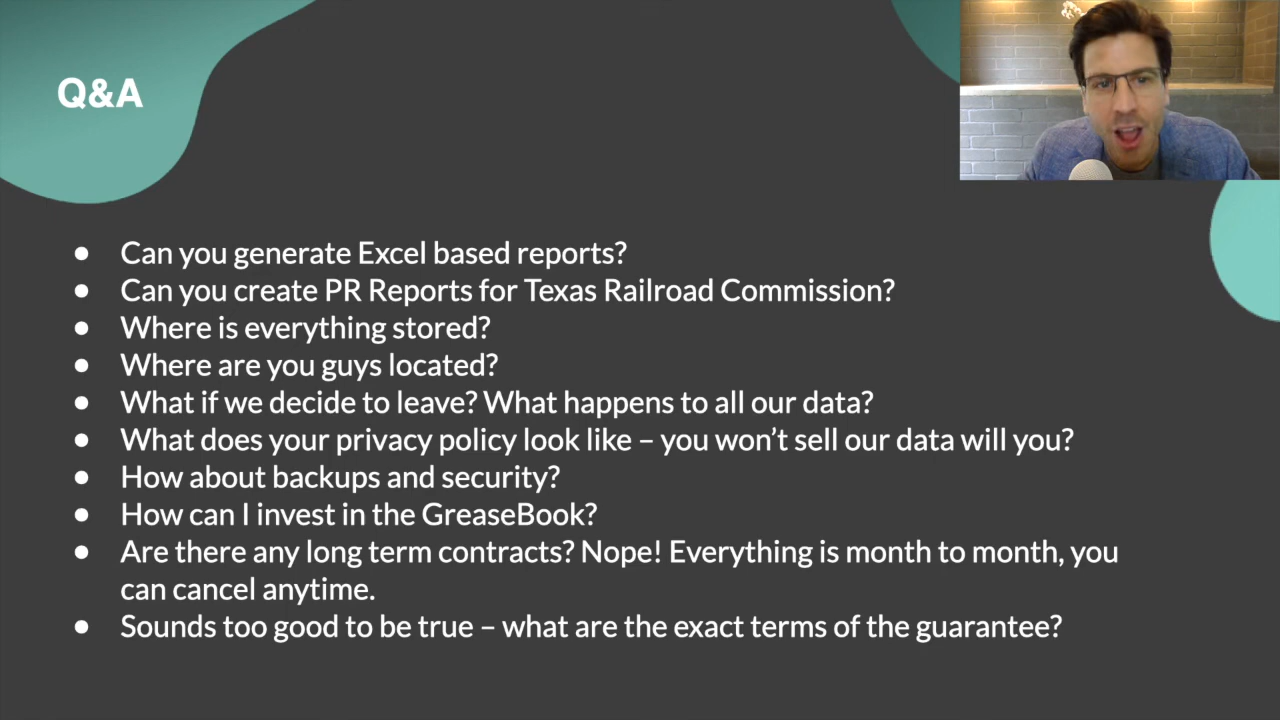 Q&A
● Can you generate Excel based reports?
● Can you create PR Reports for Texas Railroad Commission?
● Where is everything stored?
● Where are you guys located?
● What if we decide to leave? What happens to all our data?
● What does your privacy policy look like – you won’t sell our data will you?
● How about backups and security?
● How can I invest in the GreaseBook?
● Are there any long term contracts? Nope! Everything is month to month, you
can cancel anytime.
● Sounds too good to be true – what are the exact terms of the guarantee?